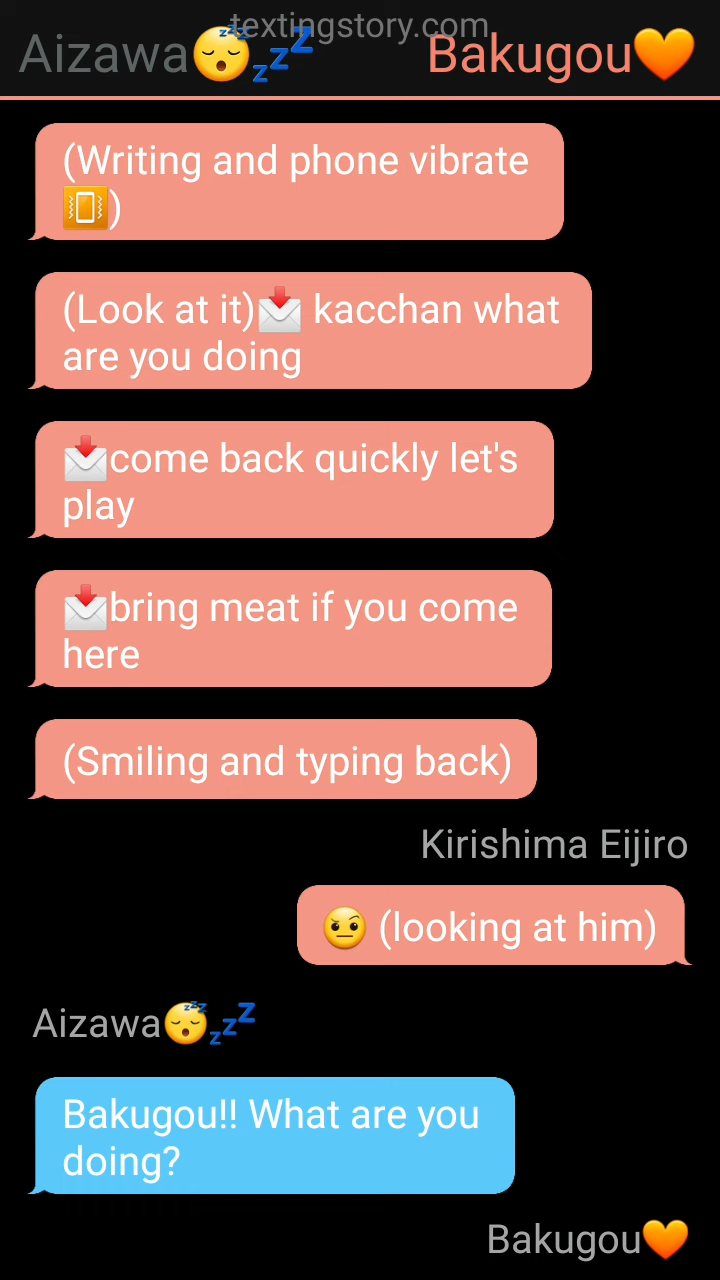 textingstory.com
Aizawa😴💤 Bakugou🧡
(Writing and phone vibrate
📳)
(Look at it)📩 kacchan what
are you doing
📩come back quickly let's
play
📩bring meat if you come
here
(Smiling and typing back)
Kirishima Eijiro
🤨 (looking at him)
Aizawa😴💤
Bakugou!! What are you
doing?
Bakugou🧡